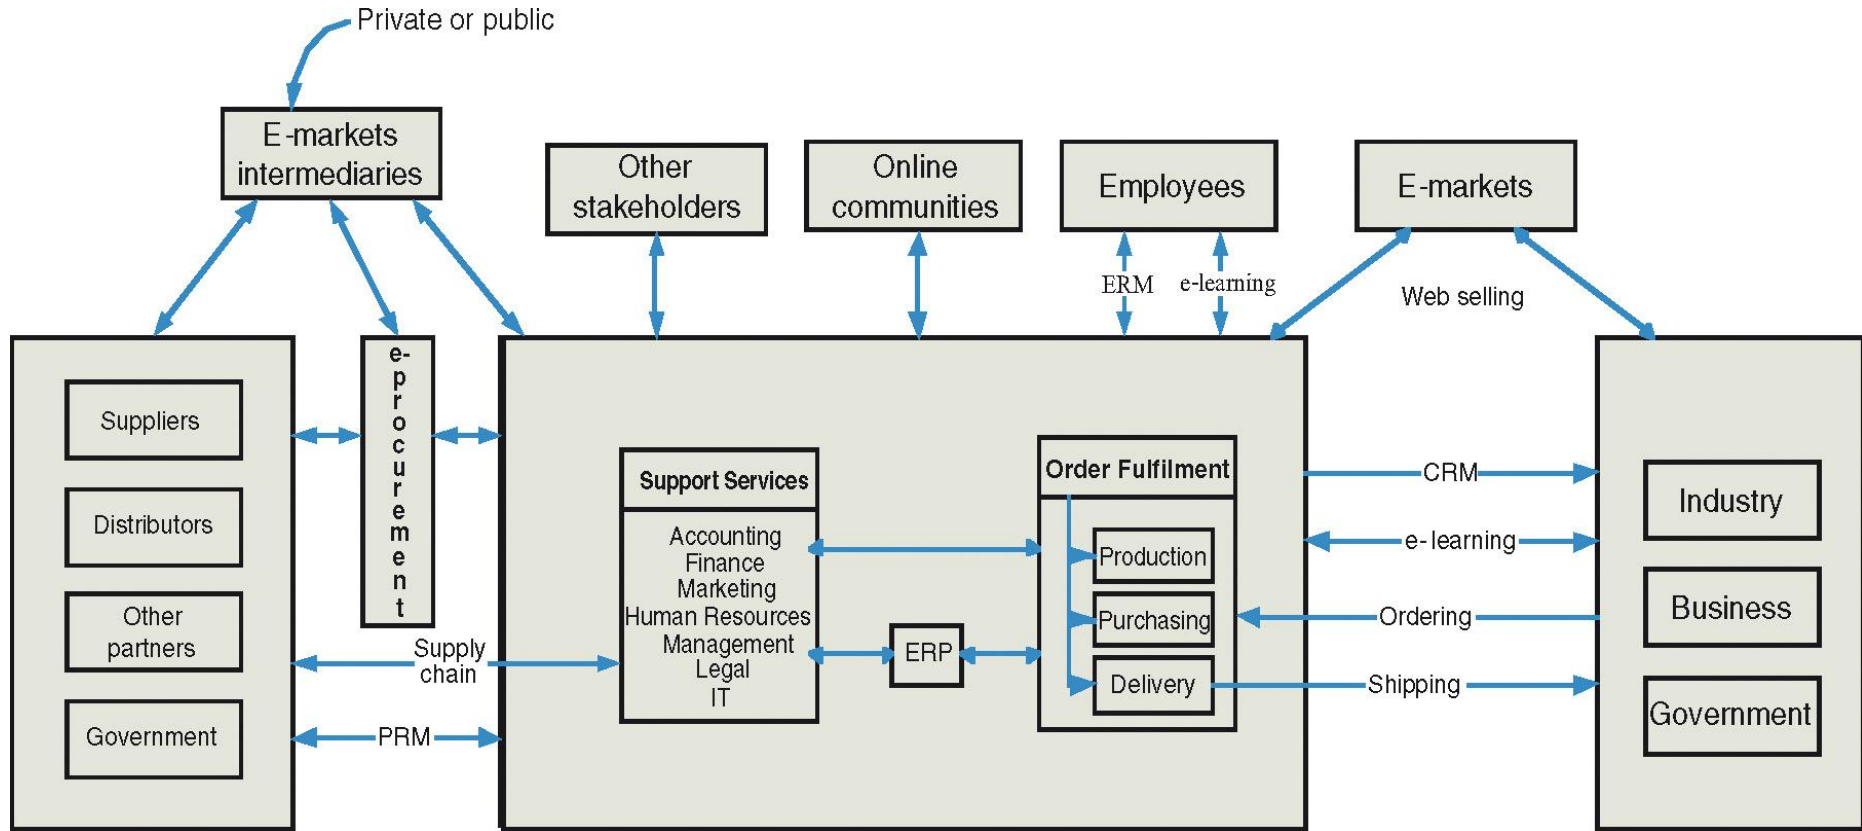 Private or public
E-markets
intermediaries
Other
stakeholders
Online
communities
Employees
E-markets
ERM
e-learning
Web selling
Suppliers
Distributors
Other
partners
Government
e-procurement
Supply
chain
PRM
Support Services
Accounting
Finance
Marketing
Human Resources
Management
Legal
IT
ERP
Order Fulfilment
Production
Purchasing
Delivery
CRM
e-learning
Ordering
Shipping
Industry
Business
Government